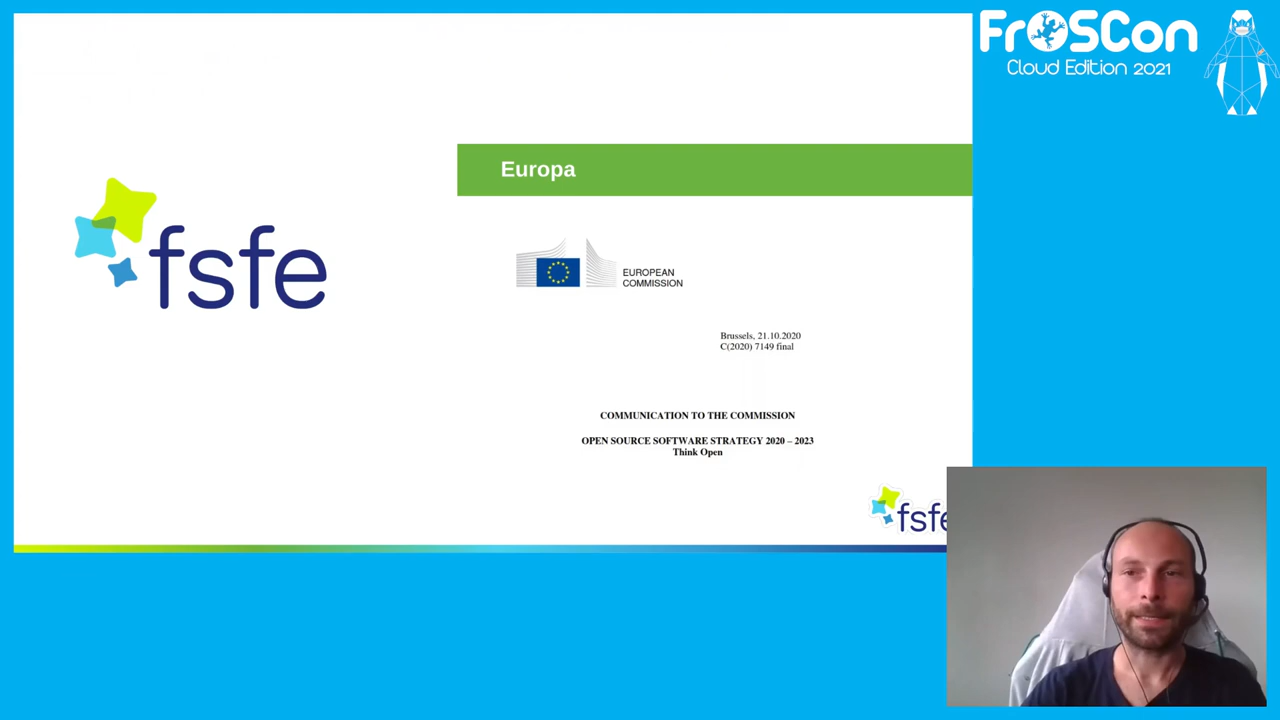 FrOSCon
Cloud Edition 2021
Europa
fsfe
EUROPEAN
COMMISSION
Brussels, 21.10.2020
C(2020) 7149 final
COMMUNICATION TO THE COMMISSION
OPEN SOURCE SOFTWARE STRATEGY 2020 – 2023
Think Open
fsfe